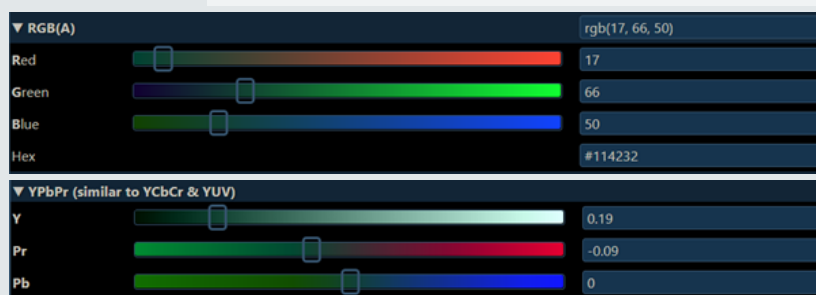 ▼ RGB(A) rgb(17, 66, 50)
Red 17
Green 66
Blue 50
Hex #114232
▼ YPbPr (similar to YCbCr & YUV)
Y 0.19
Pr -0.09
Pb 0